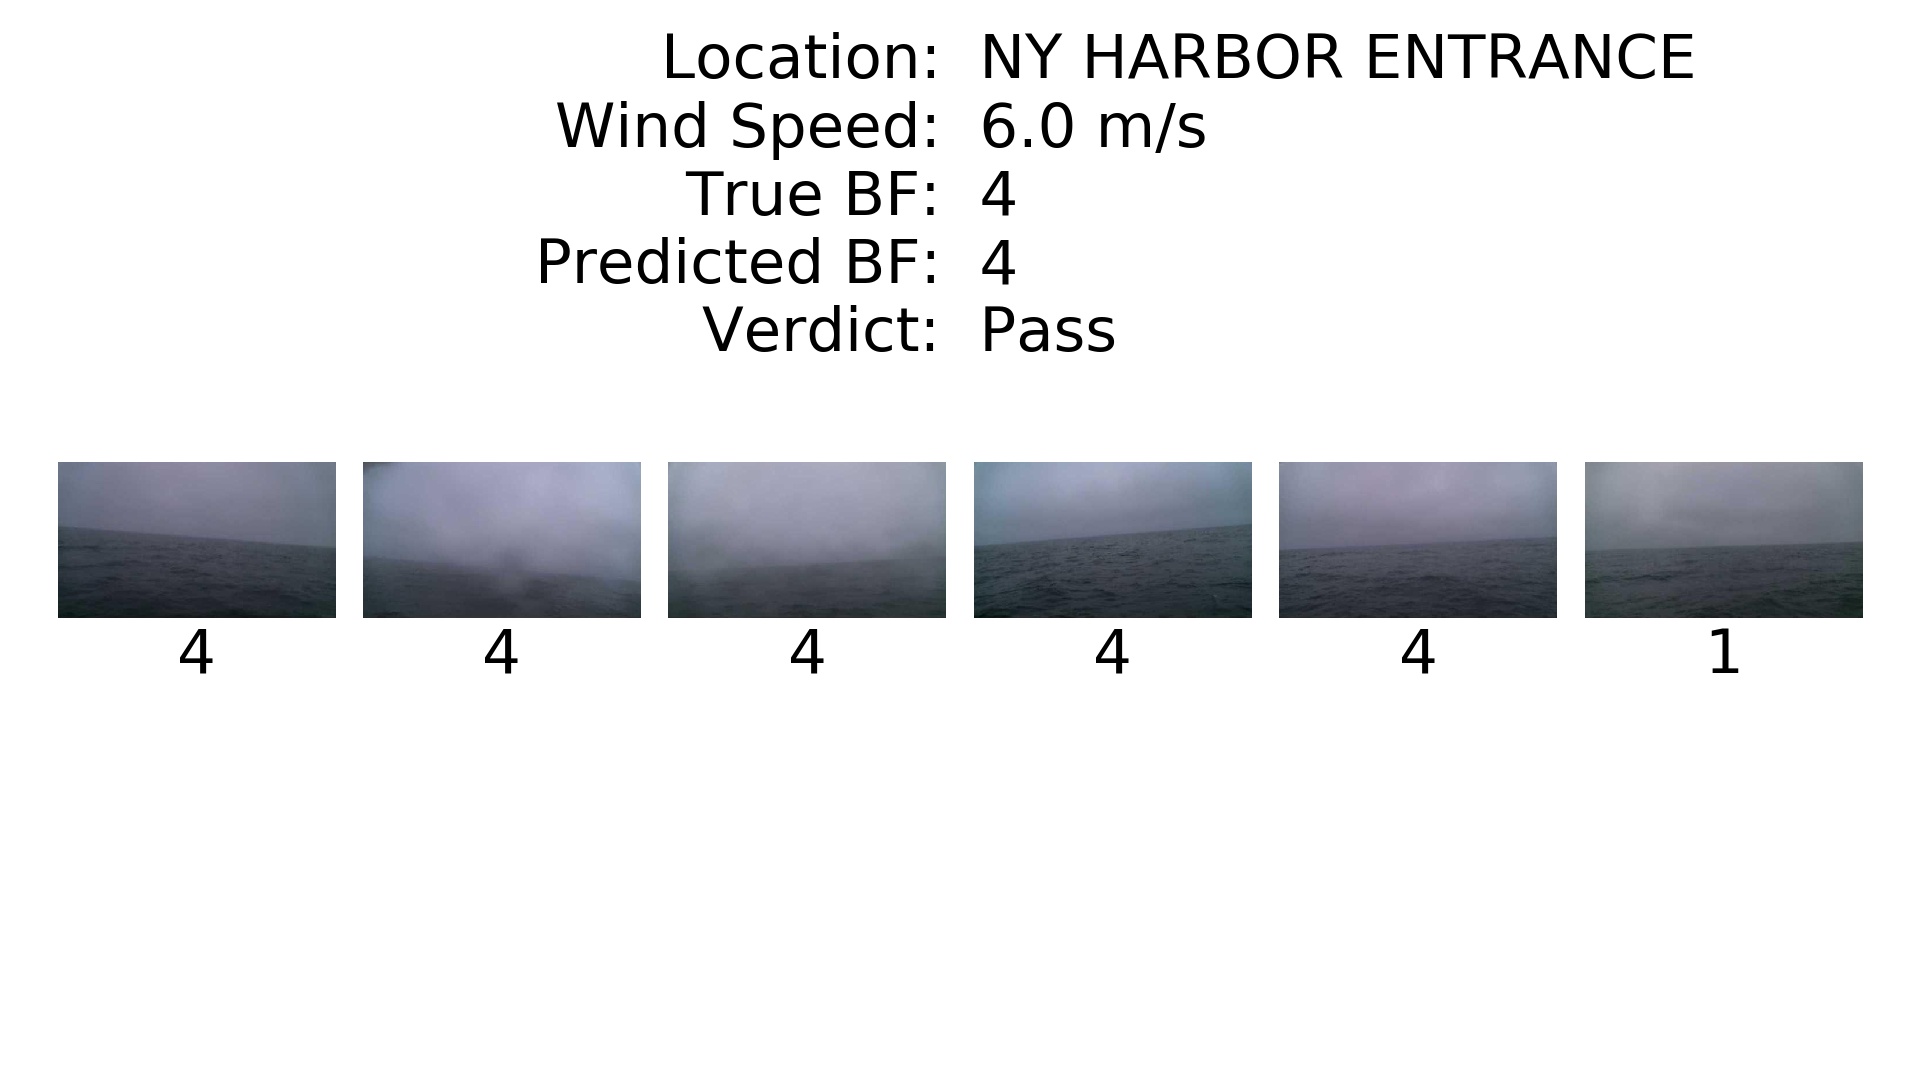 Location: NY HARBOR ENTRANCE
Wind Speed: 6.0 m/s
True BF: 4
Predicted BF: 4
Verdict: Pass
4 4 4 4 4 1